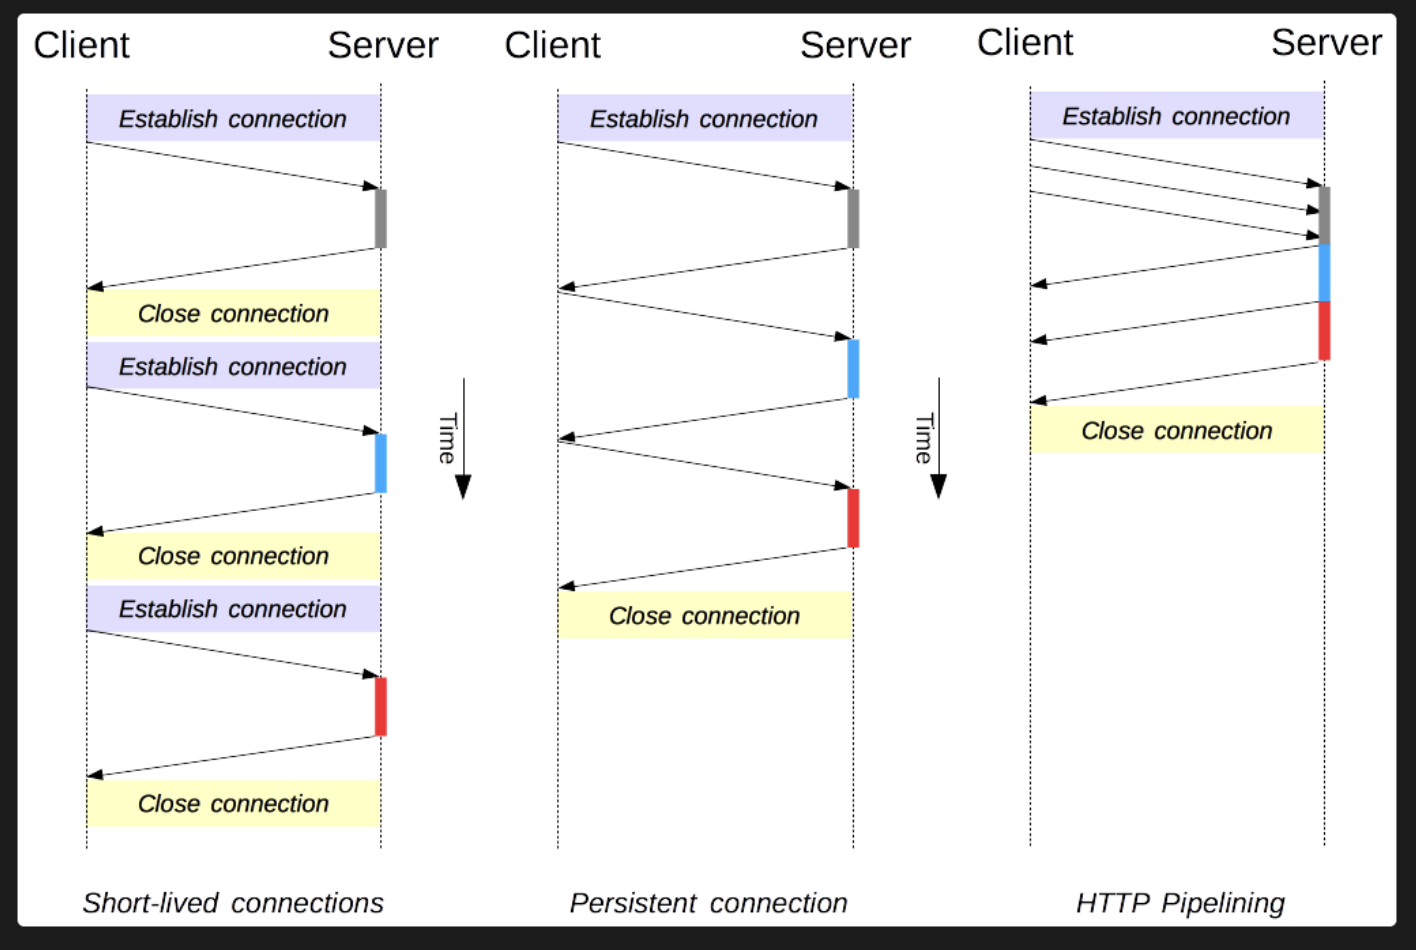 Client
Server
Establish connection
Close connection
Establish connection
Close connection
Establish connection
Close connection
Short-lived connections
Time
Client
Server
Establish connection
Close connection
Persistent connection
Time
Client
Server
Establish connection
Close connection
HTTP Pipelining